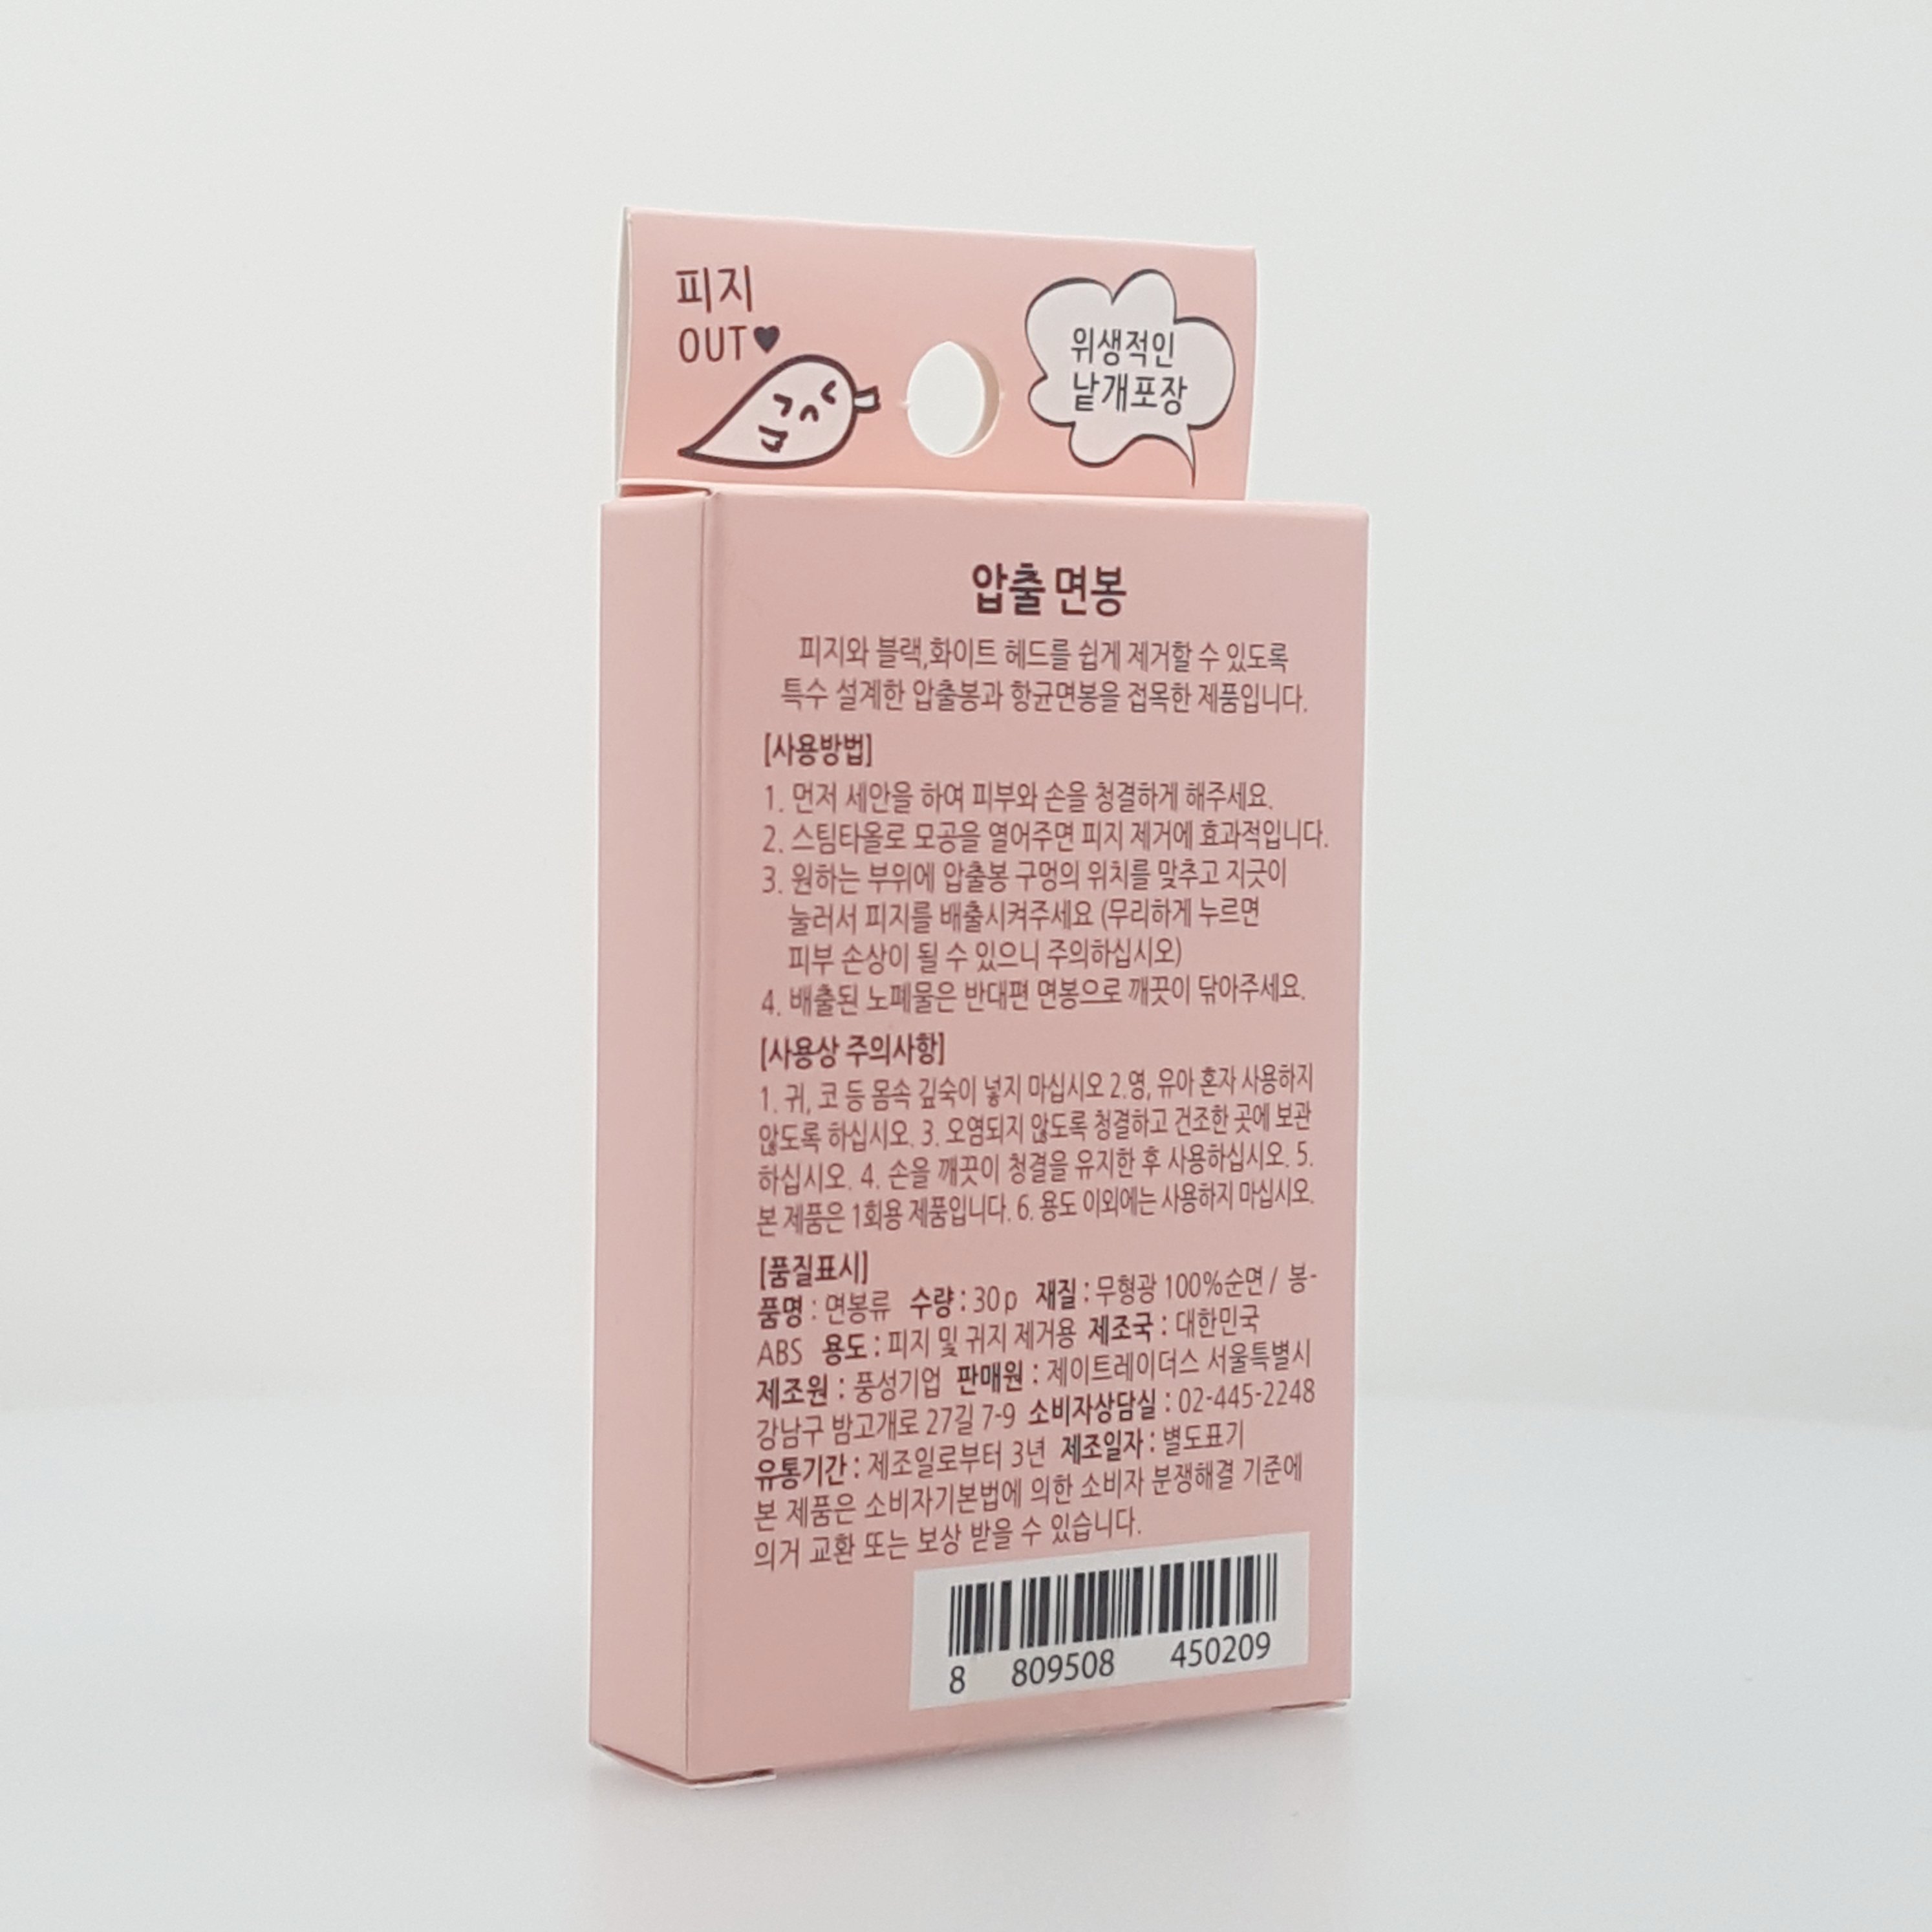 피지
OUT♥
위생적인
낱개포장
압출 면봉
피지와 블랙,화이트 헤드를 쉽게 제거할 수 있도록
특수 설계한 압출봉과 항균면봉을 접목한 제품입니다.
[사용방법]
1. 먼저 세안을 하여 피부와 손을 청결하게 해주세요.
2. 스팀타올로 모공을 열어주면 피지 제거에 효과적입니다.
3. 원하는 부위에 압출봉 구멍의 위치를 맞추고 지긋이
눌러서 피지를 배출시켜주세요 (무리하게 누르면
피부 손상이 될 수 있으니 주의하십시오)
4. 배출된 노폐물은 반대편 면봉으로 깨끗이 닦아주세요.
[사용상 주의사항]
1. 귀, 코 등 몸속 깊숙이 넣지 마십시오 2.영, 유아 혼자 사용하지
않도록 하십시오. 3. 오염되지 않도록 청결하고 건조한 곳에 보관
하십시오. 4. 손을 깨끗이 청결을 유지한 후 사용하십시오. 5.
본 제품은 1회용 제품입니다. 6. 용도 이외에는 사용하지 마십시오.
[품질표시]
품명 : 면봉류 수량 : 30p 재질 : 무형광 100%순면 / 봉-
ABS 용도 : 피지 및 귀지 제거용 제조국 : 대한민국
제조원 : 풍성기업 판매원 : 제이트레이더스 서울특별시
강남구 밤고개로 27길 7-9 소비자상담실 : 02-445-2248
유통기간 : 제조일로부터 3년 제조일자 : 별도표기
본 제품은 소비자기본법에 의한 소비자 분쟁해결 기준에
의거 교환 또는 보상 받을 수 있습니다.
8 809508 450209